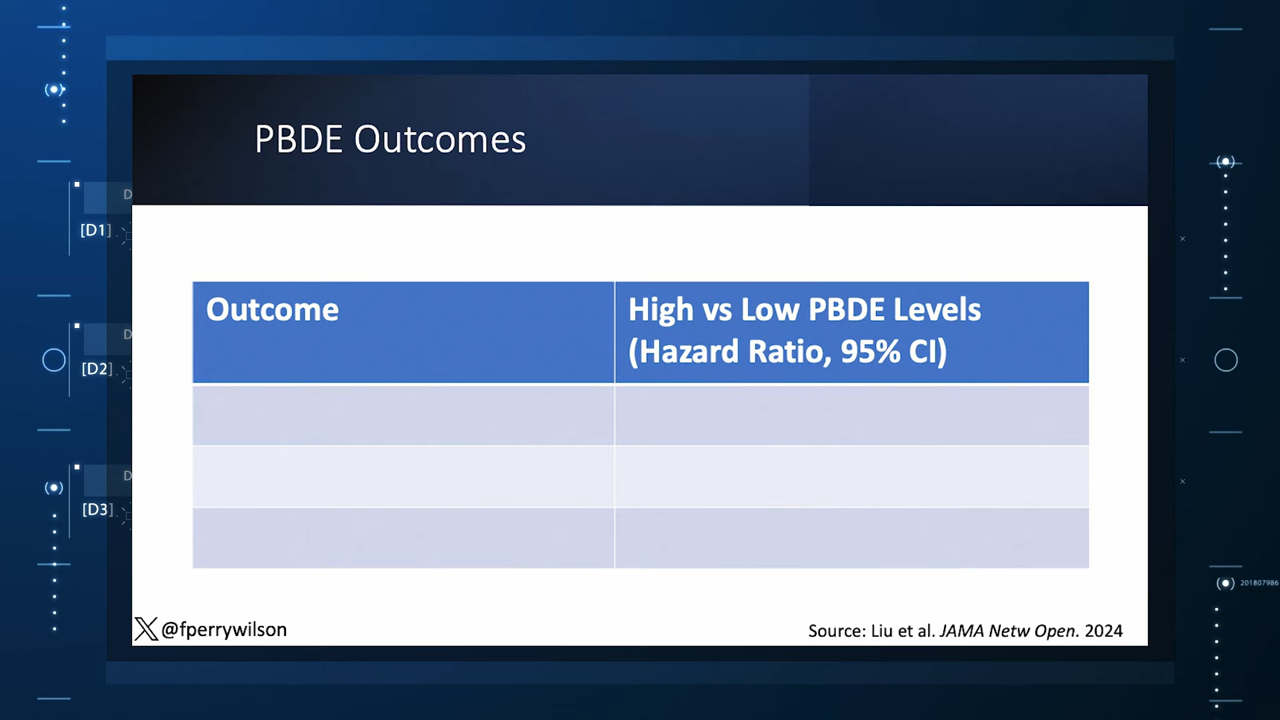 PBDE Outcomes
D
[D1]
D
[D2]
D
[D3]
Outcome
High vs Low PBDE Levels
(Hazard Ratio, 95% CI)
@fperrywilson
Source: Liu et al. JAMA Netw Open. 2024
201807986